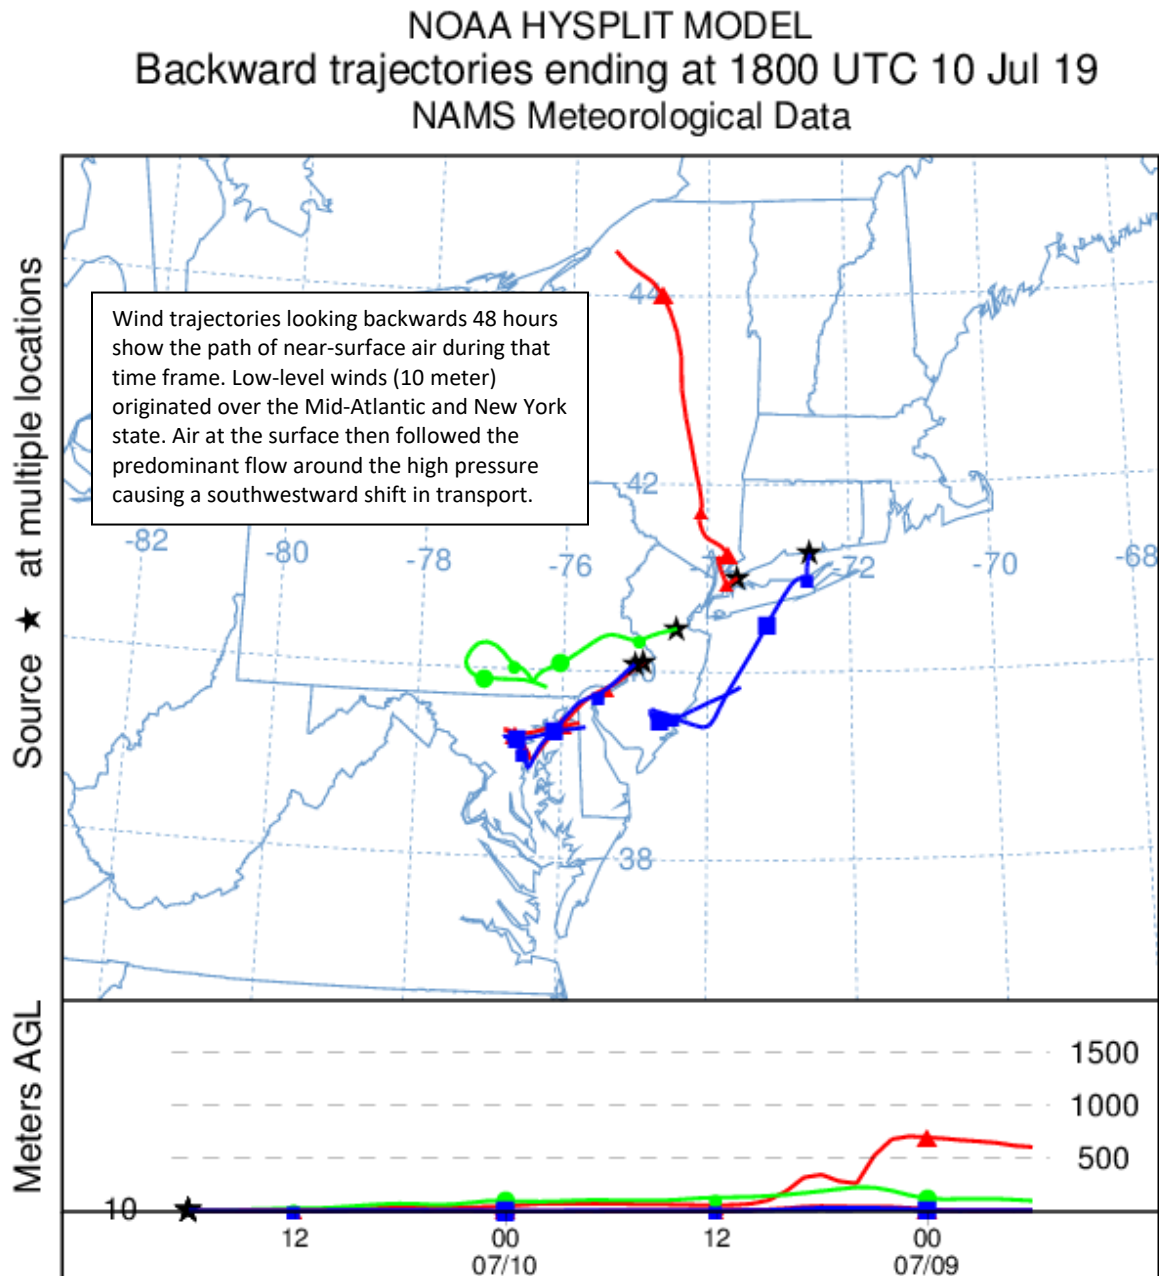 NOAA HYSPLIT MODEL
Backward trajectories ending at 1800 UTC 10 Jul 19
NAMS Meteorological Data
Source ★ at multiple locations
44
Wind trajectories looking backwards 48 hours
show the path of near-surface air during that
time frame. Low-level winds (10 meter)
originated over the Mid-Atlantic and New York
state. Air at the surface then followed the
predominant flow around the high pressure
causing a southwestward shift in transport.
42
-82
-80
-78
-76
-72
-70
-68
38
Meters AGL
1500
1000
500
10
12
00
12
00
07/10
07/09